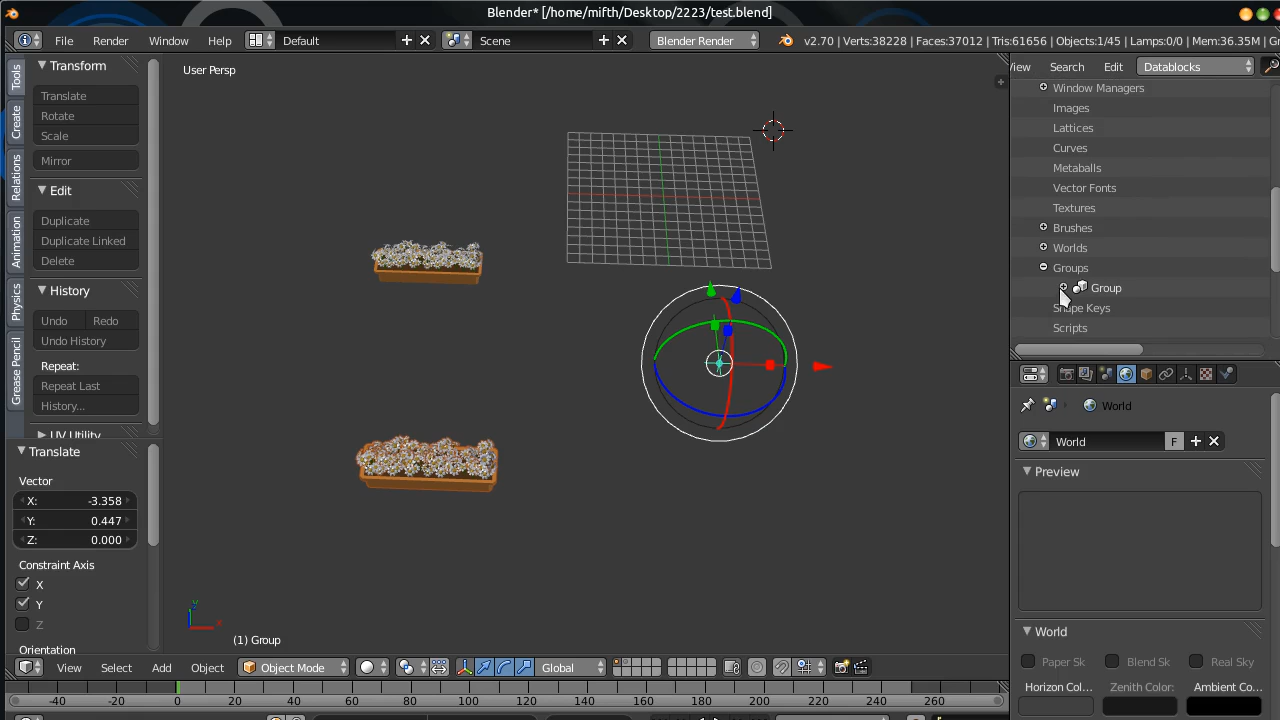 Blender* [/home/mifth/Desktop/2223/test.blend]
File Render Window Help Default Scene Blender Render v2.70 | Verts:38228 | Faces:37012 | Tris:61656 | Objects:1/45 | Lamps:0/0 | Mem:36.35M | Gr
Tools
Create
Relations
Animation
Physics
Grease Pencil
Transform
Translate
Rotate
Scale
Mirror
Edit
Duplicate
Duplicate Linked
Delete
History
Undo Redo
Undo History
Repeat:
Repeat Last
History...
UV Utility
Translate
Vector
X: -3.358
Y: 0.447
Z: 0.000
Constraint Axis
X
Y
Z
Orientation
User Persp
(1) Group
View Select Add Object Object Mode Global
-40 -20 0 20 40 60 80 100 120 140 160 180 200 220 240 260
iew Search Edit Datablocks
Window Managers
Images
Lattices
Curves
Metaballs
Vector Fonts
Textures
Brushes
Worlds
Groups
Group
Shape Keys
Scripts
World
World F
Preview
World
Paper Sk Blend Sk Real Sky
Horizon Col... Zenith Color: Ambient Co...